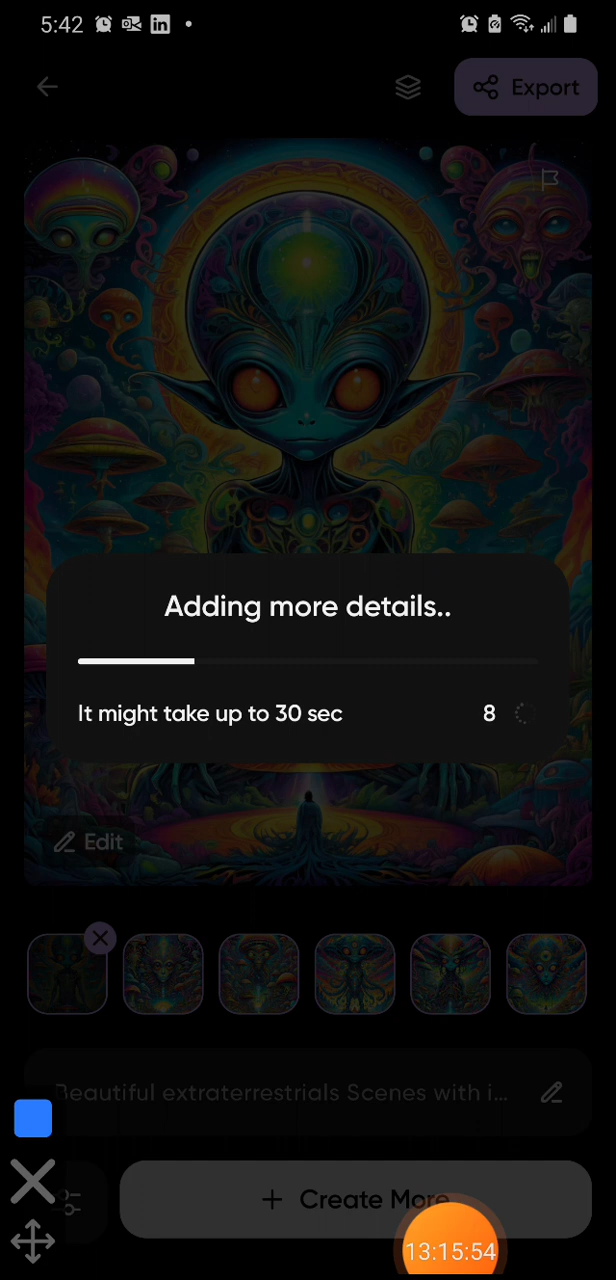 5:42
Export
Adding more details..
It might take up to 30 sec
8
Edit
Beautiful extraterrestrials Scenes with i...
+ Create More
13:15:54